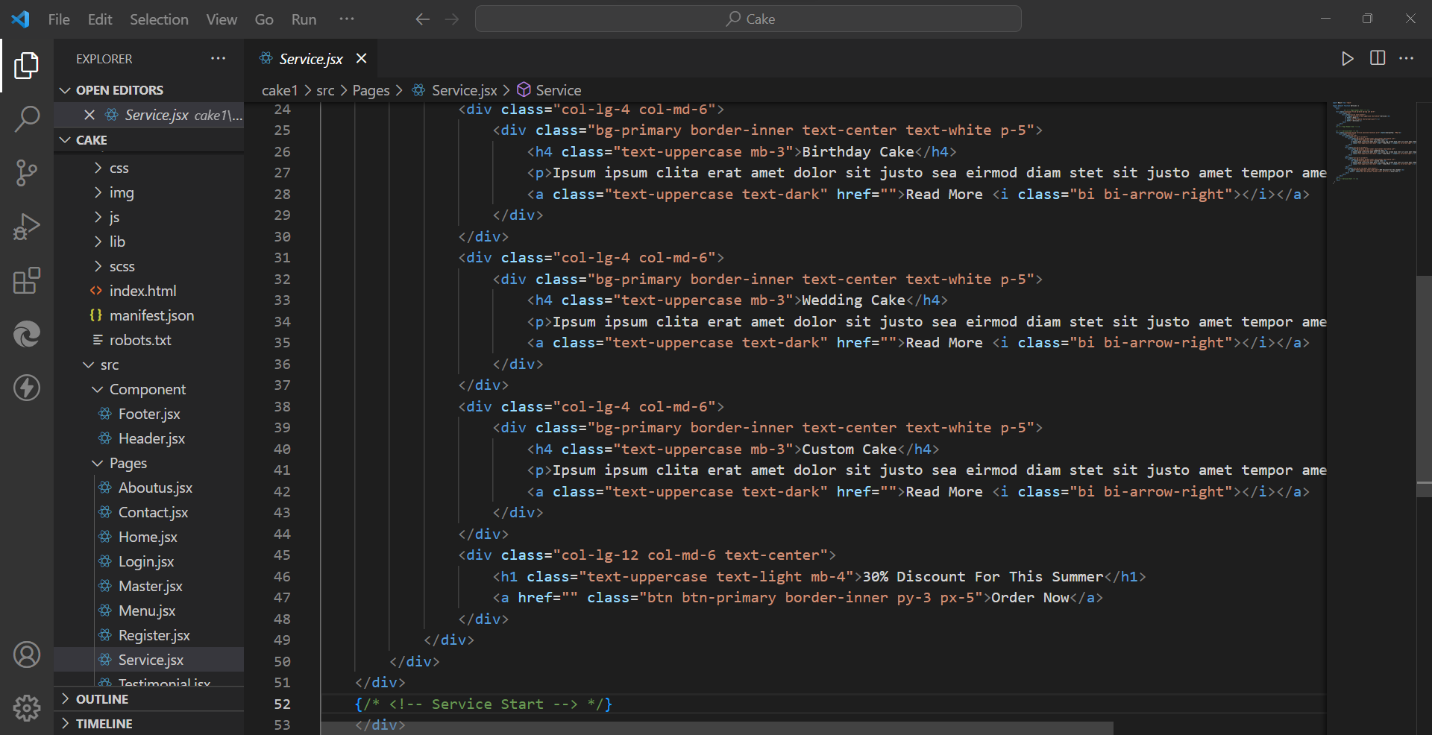 File Edit Selection View Go Run ···
Cake
EXPLORER ···
OPEN EDITORS
Service.jsx cake1\...
CAKE
css
img
js
lib
scss
<> index.html
{} manifest.json
robots.txt
src
Component
Footer.jsx
Header.jsx
Pages
Aboutus.jsx
Contact.jsx
Home.jsx
Login.jsx
Master.jsx
Menu.jsx
Register.jsx
Service.jsx
Testimonial.jsx
OUTLINE
TIMELINE
Service.jsx
cake1 > src > Pages > Service.jsx > Service
24 <div class="col-lg-4 col-md-6">
25 <div class="bg-primary border-inner text-center text-white p-5">
26 <h4 class="text-uppercase mb-3">Birthday Cake</h4>
27 <p>Ipsum ipsum clita erat amet dolor sit justo sea eirmod diam stet sit justo amet tempor ame
28 <a class="text-uppercase text-dark" href="">Read More <i class="bi bi-arrow-right"></i></a>
29 </div>
30 </div>
31 <div class="col-lg-4 col-md-6">
32 <div class="bg-primary border-inner text-center text-white p-5">
33 <h4 class="text-uppercase mb-3">Wedding Cake</h4>
34 <p>Ipsum ipsum clita erat amet dolor sit justo sea eirmod diam stet sit justo amet tempor ame
35 <a class="text-uppercase text-dark" href="">Read More <i class="bi bi-arrow-right"></i></a>
36 </div>
37 </div>
38 <div class="col-lg-4 col-md-6">
39 <div class="bg-primary border-inner text-center text-white p-5">
40 <h4 class="text-uppercase mb-3">Custom Cake</h4>
41 <p>Ipsum ipsum clita erat amet dolor sit justo sea eirmod diam stet sit justo amet tempor ame
42 <a class="text-uppercase text-dark" href="">Read More <i class="bi bi-arrow-right"></i></a>
43 </div>
44 </div>
45 <div class="col-lg-12 col-md-6 text-center">
46 <h1 class="text-uppercase text-light mb-4">30% Discount For This Summer</h1>
47 <a href="" class="btn btn-primary border-inner py-3 px-5">Order Now</a>
48 </div>
49 </div>
50 </div>
51 </div>
52 {/* <!-- Service Start --> */}
53 </div>